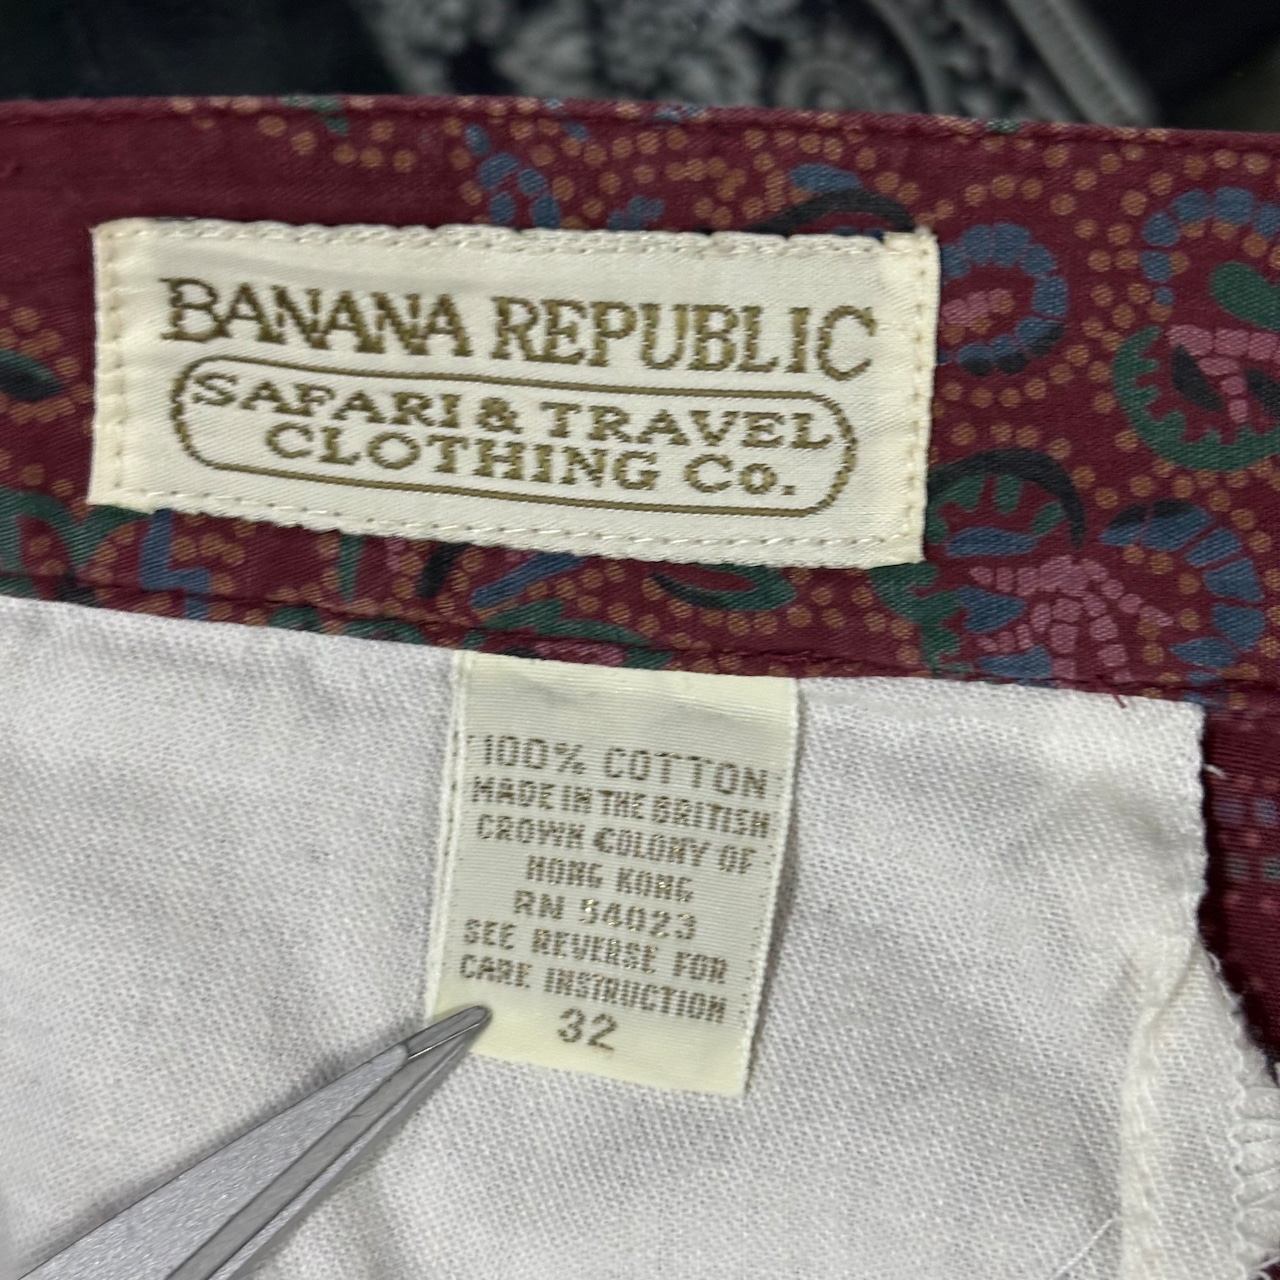 BANANA REPUBLIC
SAFARI & TRAVEL
CLOTHING Co.
100% COTTON
MADE IN THE BRITISH
CROWN COLONY OF
HONG KONG
RN 54023
SEE REVERSE FOR
CARE INSTRUCTION
32